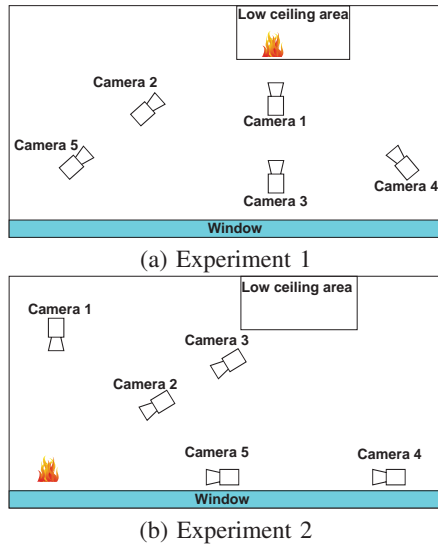 Low ceiling area
Camera 2
Camera 1
Camera 5
Camera 3
Camera 4
Window
(a) Experiment 1
Low ceiling area
Camera 1
Camera 3
Camera 2
Camera 5
Camera 4
Window
(b) Experiment 2